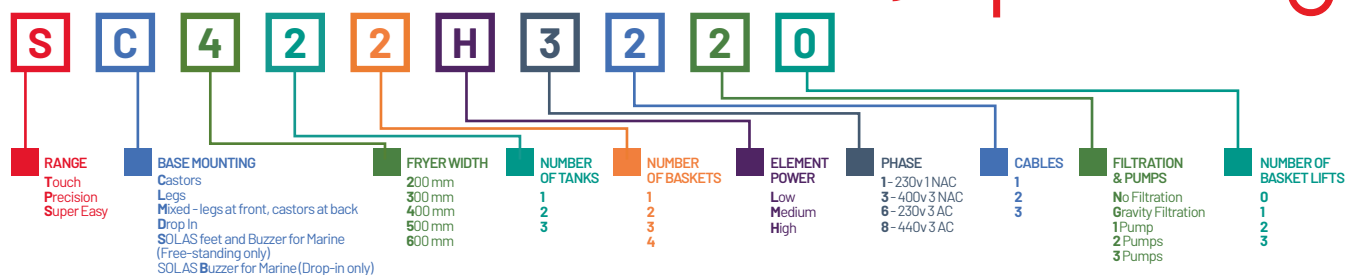 S C 4 2 2 H 3 2 2 0
RANGE
Touch
Precision
Super Easy
BASE MOUNTING
Castors
Legs
Mixed - legs at front, castors at back
Drop In
SOLAS feet and Buzzer for Marine
(Free-standing only)
SOLAS Buzzer for Marine (Drop-in only)
FRYER WIDTH
200 mm
300 mm
400 mm
500 mm
600 mm
NUMBER
OF TANKS
1
2
3
NUMBER
OF BASKETS
1
2
3
4
ELEMENT
POWER
Low
Medium
High
PHASE
1 - 230v 1 NAC
3 - 400v 3 NAC
6 - 230v 3 AC
8 - 440v 3 AC
CABLES
1
2
3
FILTRATION
& PUMPS
No Filtration
Gravity Filtration
1 Pump
2 Pumps
3 Pumps
NUMBER OF
BASKET LIFTS
0
1
2
3